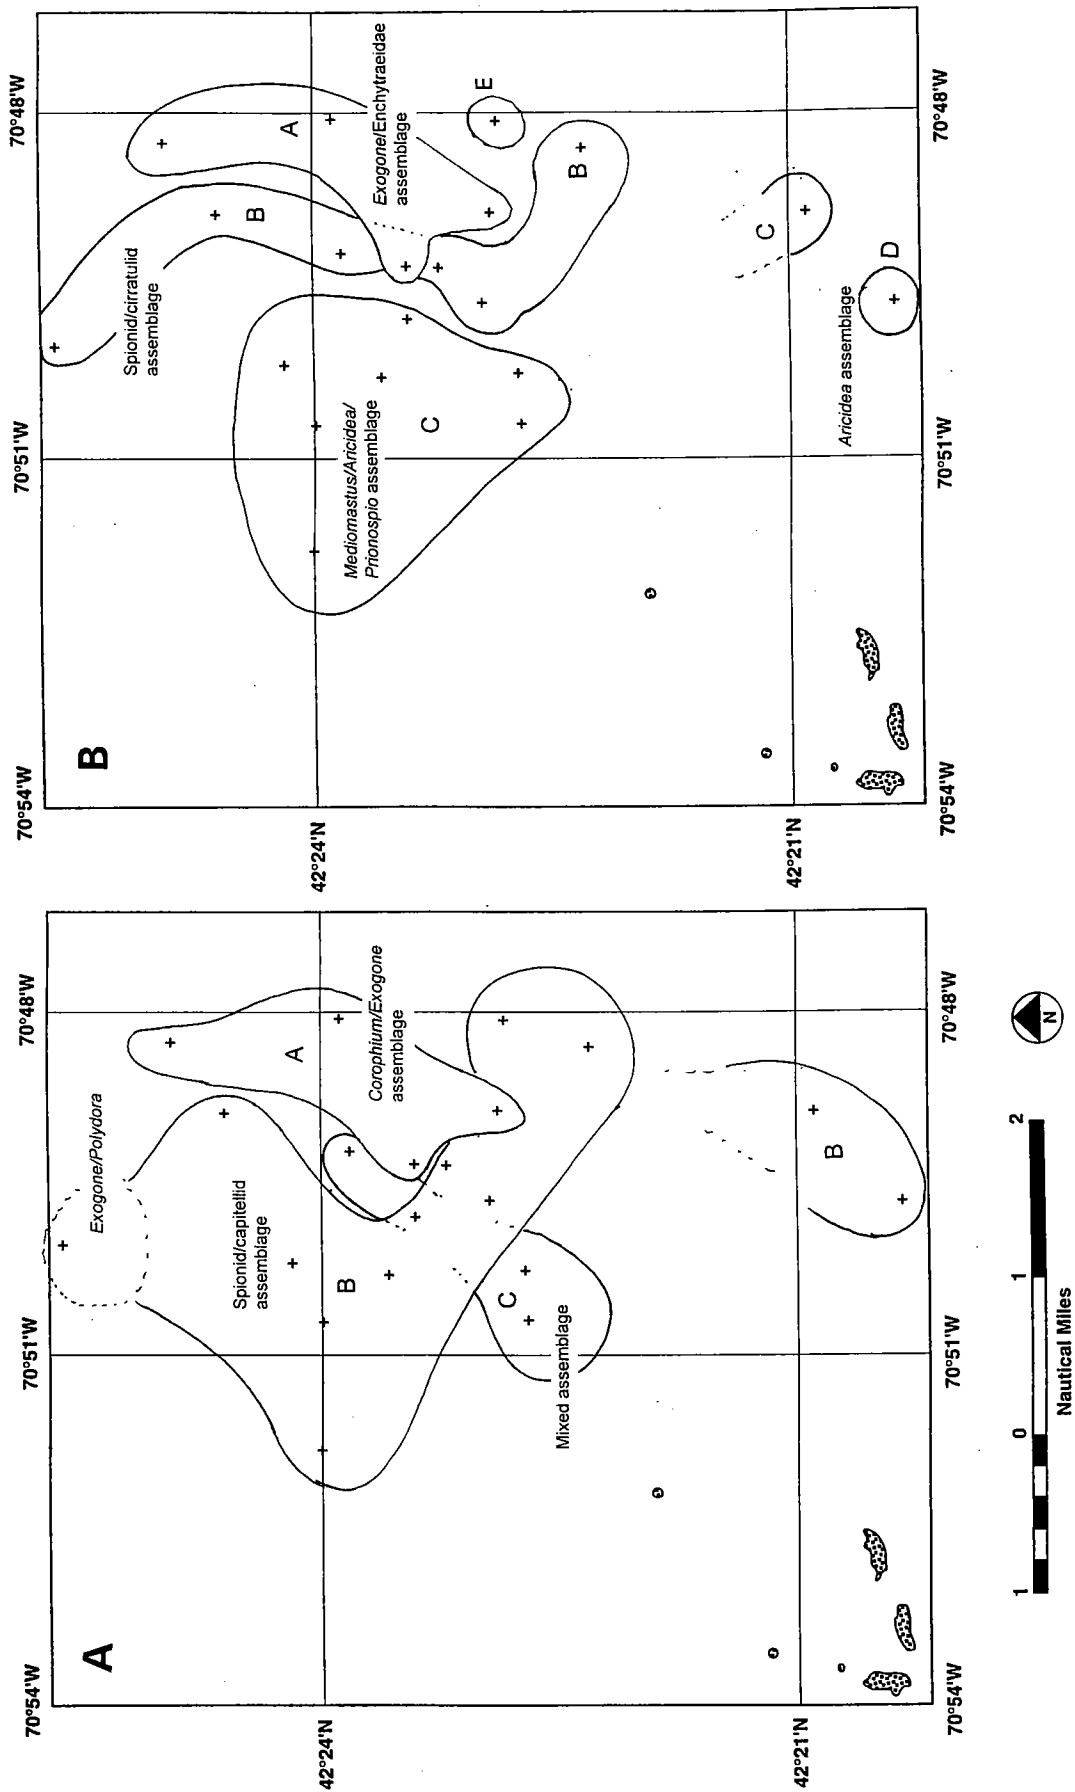 A
70°54'W
70°51'W
70°48'W
42°24'N
42°21'N
Exogone/Polydora
Spionid/capitellid
assemblage
A
Corophium/Exogone
assemblage
B
C
Mixed assemblage
B
70°54'W
70°51'W
70°48'W
B
70°54'W
70°51'W
70°48'W
42°24'N
42°21'N
Spionid/cirratulid
assemblage
B
A
Exogone/Enchytraeidae
assemblage
Mediomastus/Aricidea/
Prionospio assemblage
C
B
E
C
Aricidea assemblage
D
70°54'W
70°51'W
70°48'W
1
0
1
2
Nautical Miles
N